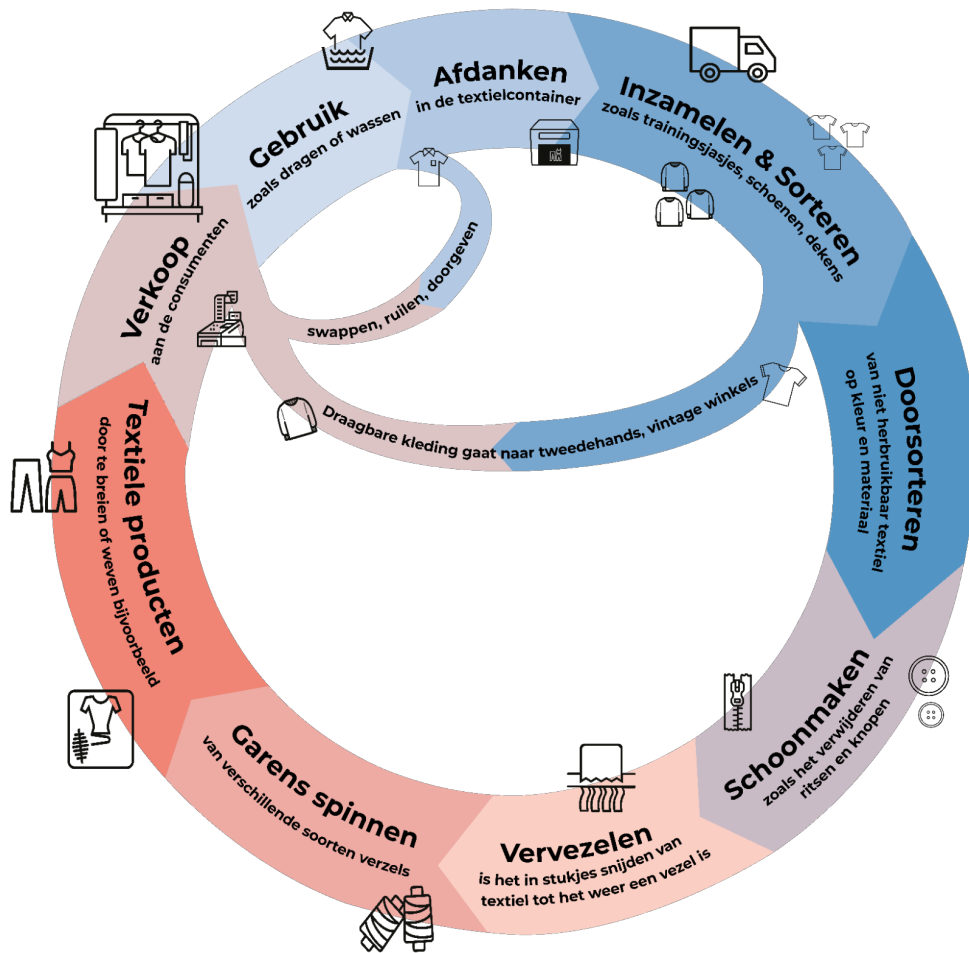 Afdanken
in de textielcontainer
Inzamelen & Sorteren
zoals trainingsjasjes, schoenen, dekens
Doorsorteren
van niet herbruikbaar textiel
op kleur en materiaal
Schoonmaken
zoals het verwijderen van
ritsen en knopen
Vervezelen
is het in stukjes snijden van
textiel tot het weer een vezel is
Garens spinnen
van verschillende soorten verzels
Textiele producten
door te breien of weven bijvoorbeeld
Verkoop
aan de consumenten
Gebruik
zoals dragen of wassen
swappen, ruilen, doorgeven
Draagbare kleding gaat naar tweedehands, vintage winkels